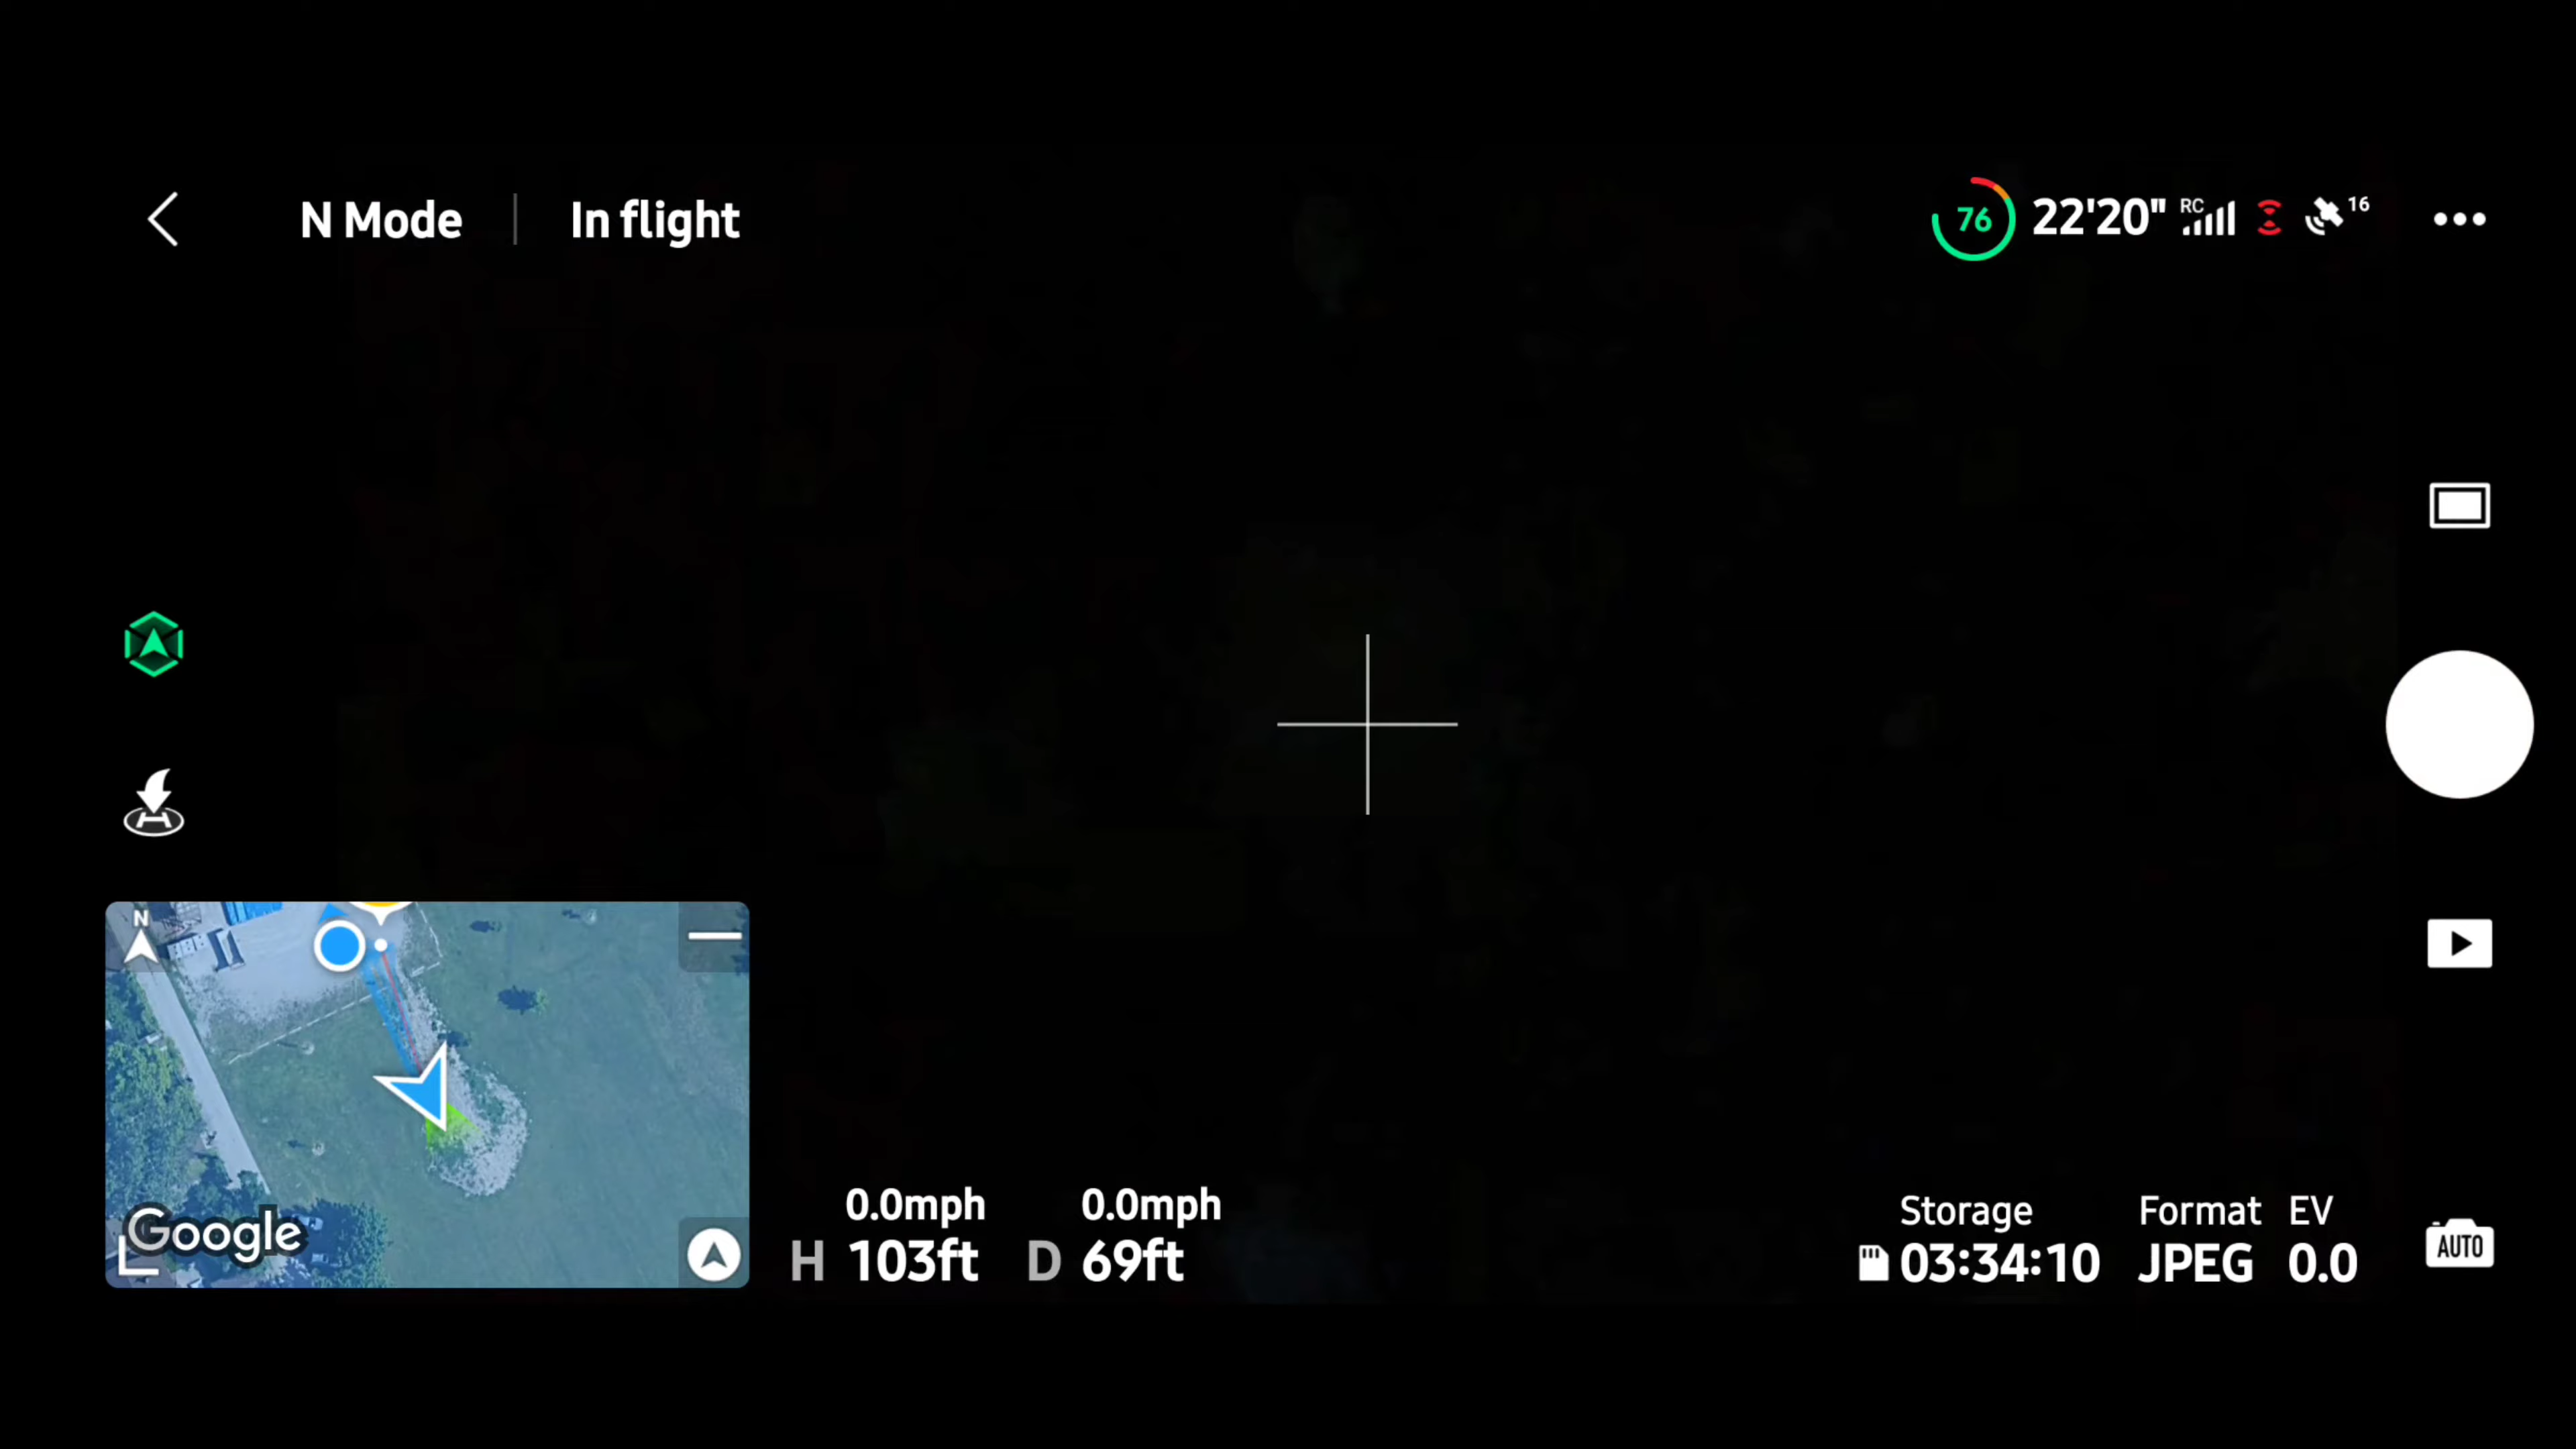 N Mode In flight 76 22'20" RC 16
N
Google
0.0mph 0.0mph
H 103ft D 69ft
Storage Format EV
03:34:10 JPEG 0.0
AUTO